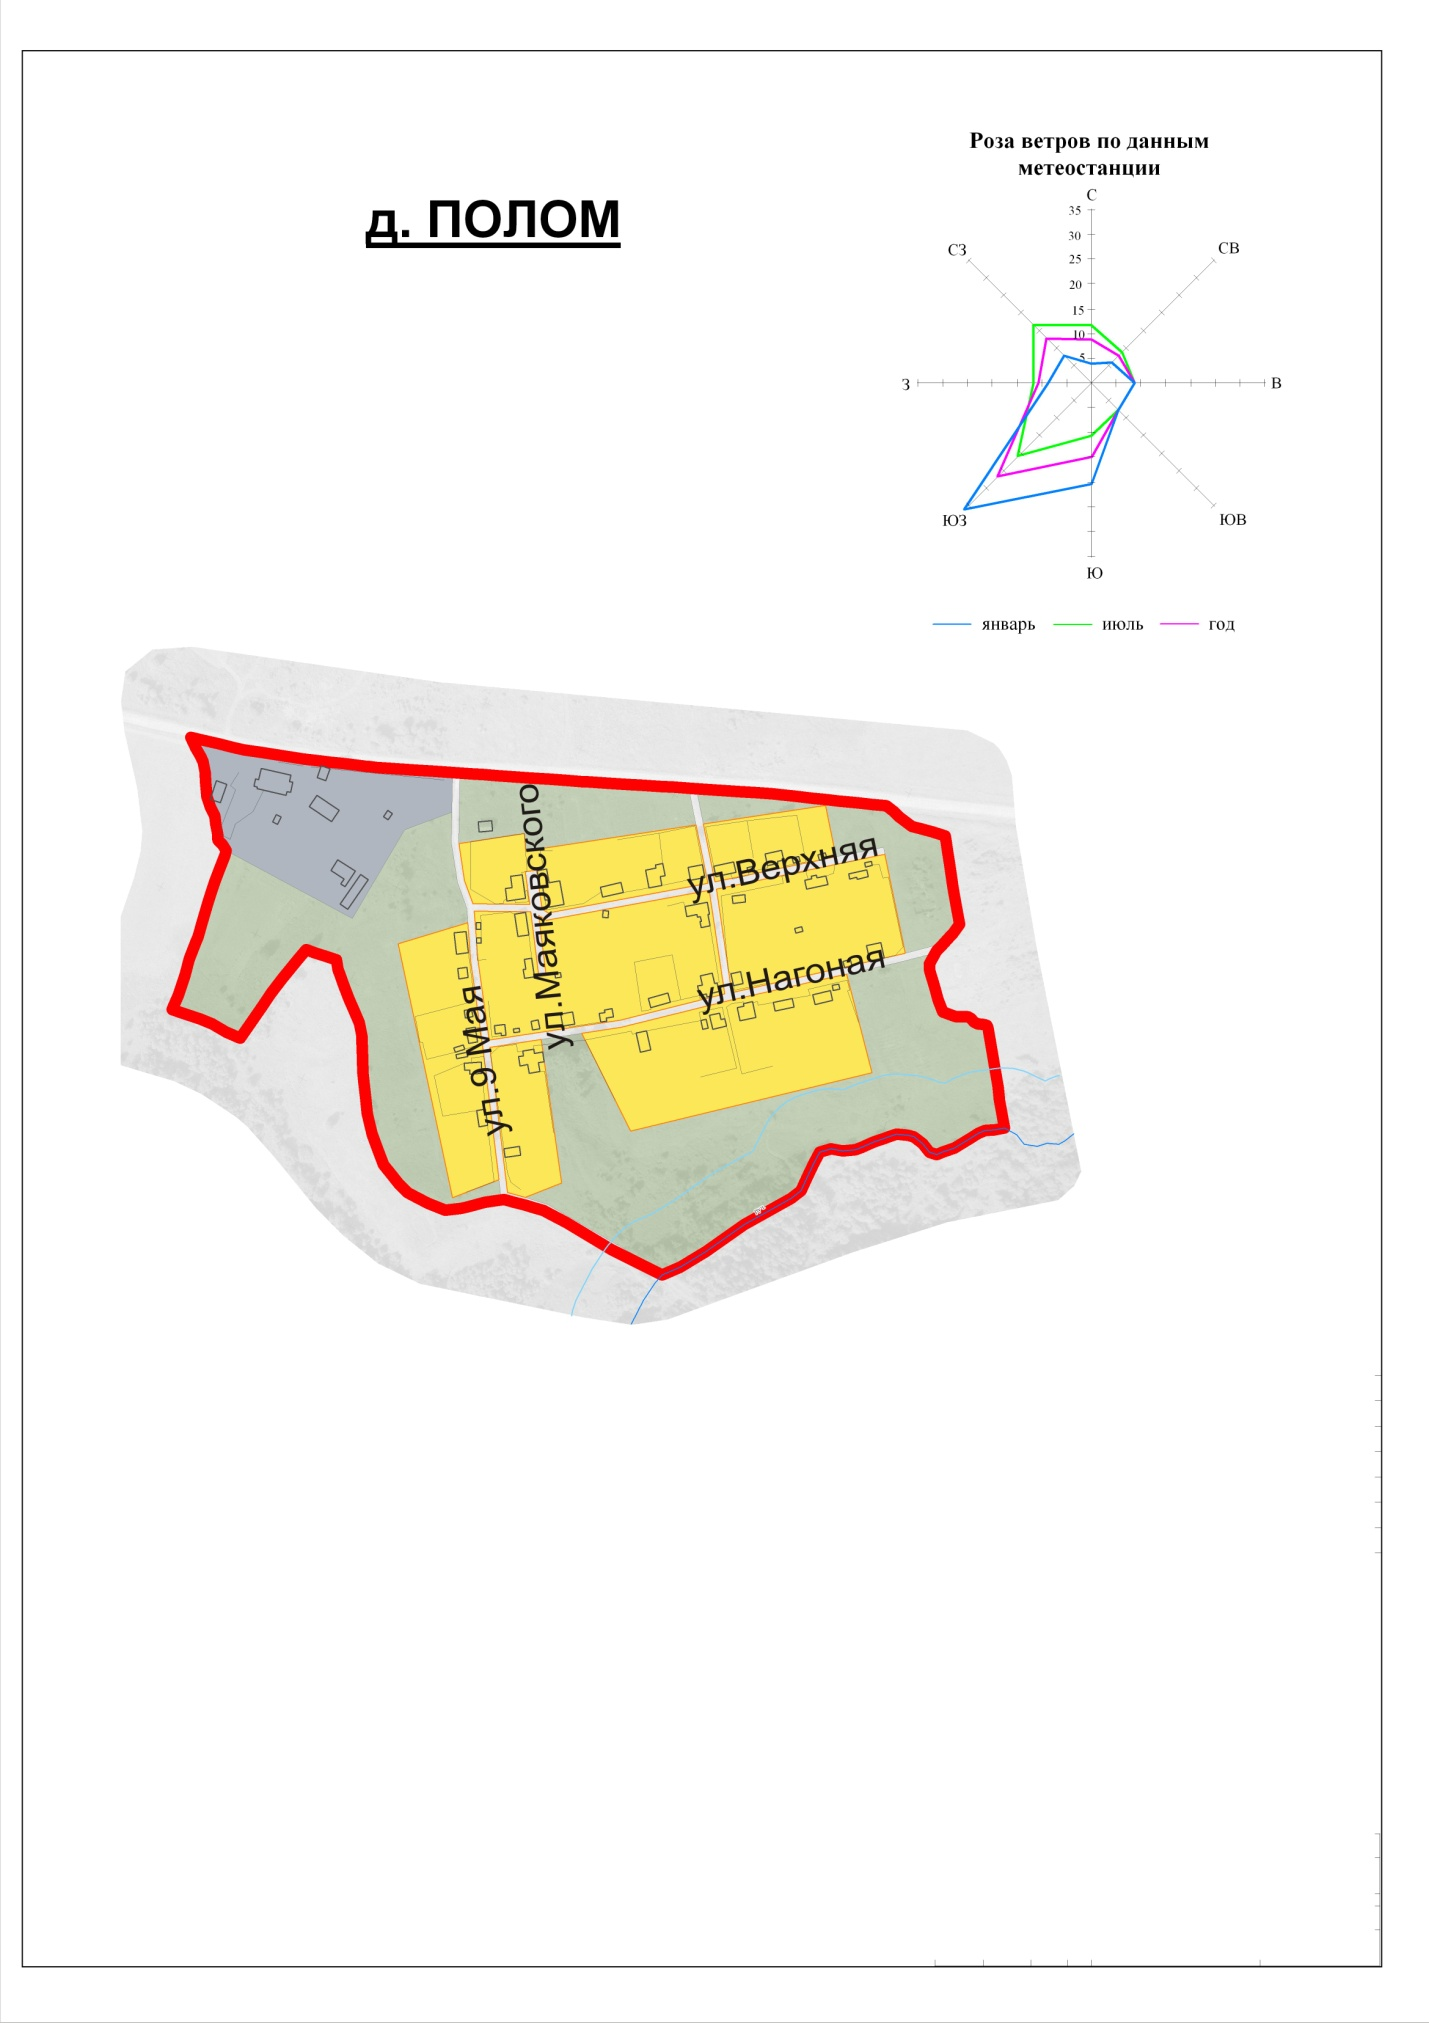 Роза ветров по данным
метеостанции
д. ПОЛОМ
С
35
30
25
20
15
10
5
СЗ
СВ
З
В
ЮЗ
ЮВ
Ю
январь
июль
год
ул.Маяковского
ул.Верхняя
ул.Нагоная
ул.9 Мая